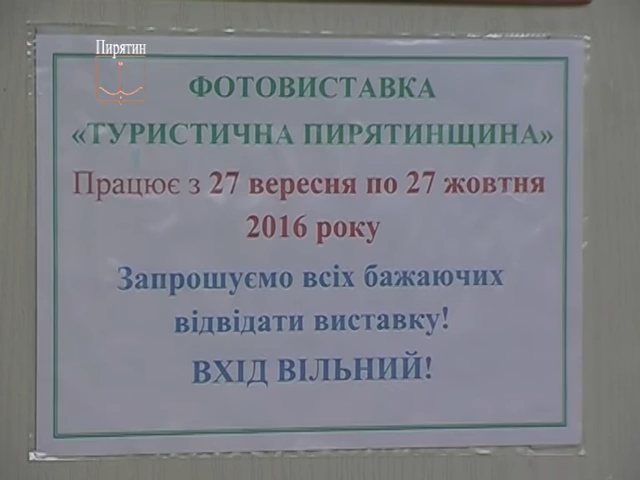 Пирятин
ФОТОВИСТАВКА
«ТУРИСТИЧНА ПИРЯТИНЩИНА»
Працює з 27 вересня по 27 жовтня
2016 року
Запрошуємо всіх бажаючих
відвідати виставку!
ВХІД ВІЛЬНИЙ!